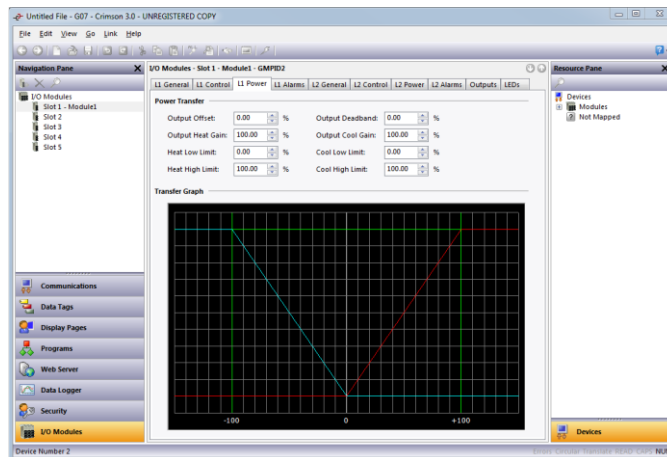 Untitled File - G07 - Crimson 3.0 - UNREGISTERED COPY
File Edit View Go Link Help
Navigation Pane
I/O Modules
Slot 1 - Module1
Slot 2
Slot 3
Slot 4
Slot 5
Communications
Data Tags
Display Pages
Programs
Web Server
Data Logger
Security
I/O Modules
I/O Modules - Slot 1 - Module1 - GMPID2
L1 General L1 Control L1 Power L1 Alarms L2 General L2 Control L2 Power L2 Alarms Outputs LEDs
Power Transfer
Output Offset: 0.00 % Output Deadband: 0.00 %
Output Heat Gain: 100.00 % Output Cool Gain: 100.00 %
Heat Low Limit: 0.00 % Cool Low Limit: 0.00 %
Heat High Limit: 100.00 % Cool High Limit: 100.00 %
Transfer Graph
-100 0 +100
Resource Pane
Devices
Modules
Not Mapped
Devices
Device Number 2
Errors Circular Translate READ CAPS NUM